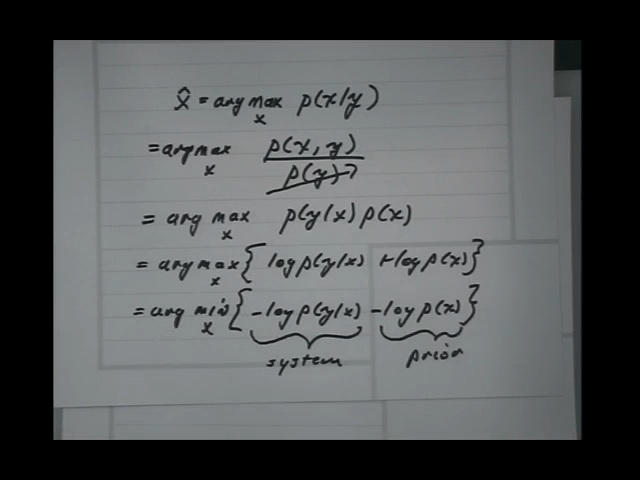 x̂ = arg max p(x|y)
x
= arg max p(x, y)
x p(y)
= arg max p(y|x) p(x)
x
= arg max { log p(y|x) + log p(x) }
x
= arg min { - log p(y|x) - log p(x) }
x
system prior